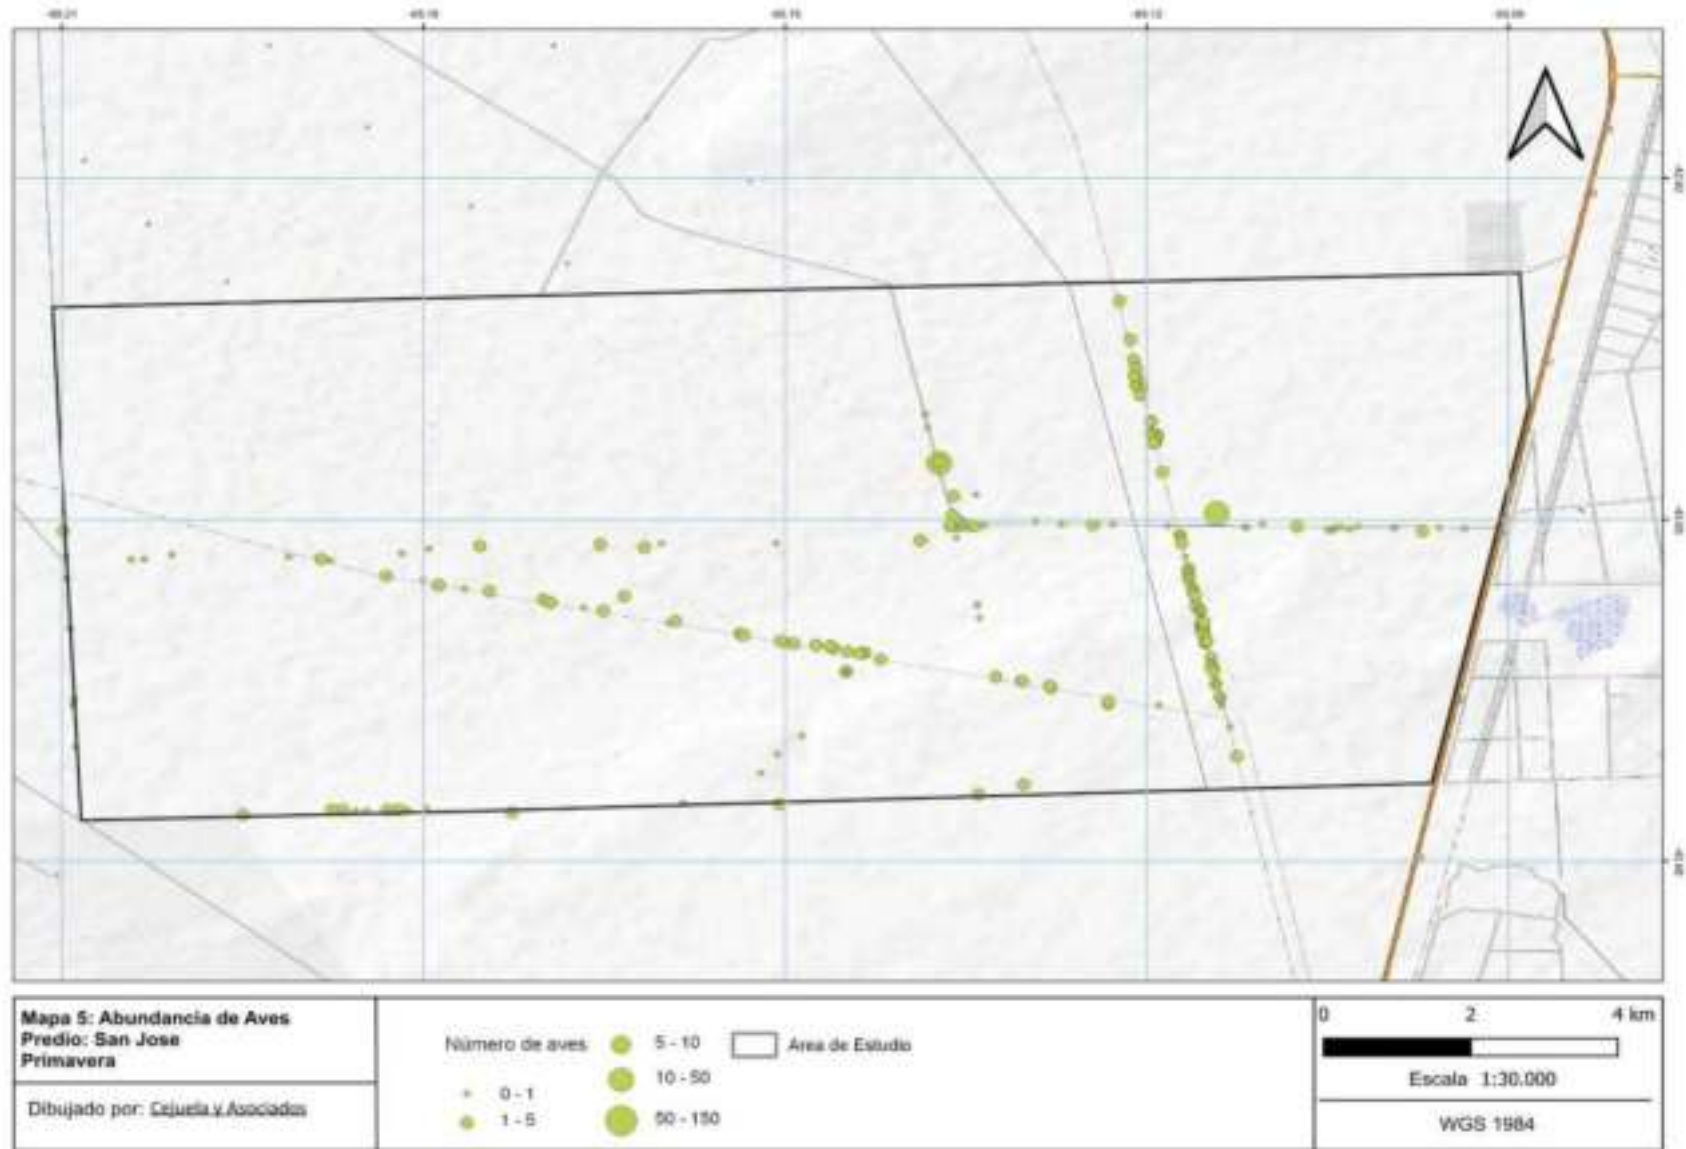 Mapa 5: Abundancia de Aves
Predio: San Jose
Primavera
Dibujado por: Cejuela y Asociados
Número de aves
0 - 1
1 - 5
5 - 10
10 - 50
50 - 150
Area de Estudio
0 2 4 km
Escala 1:30.000
WGS 1984